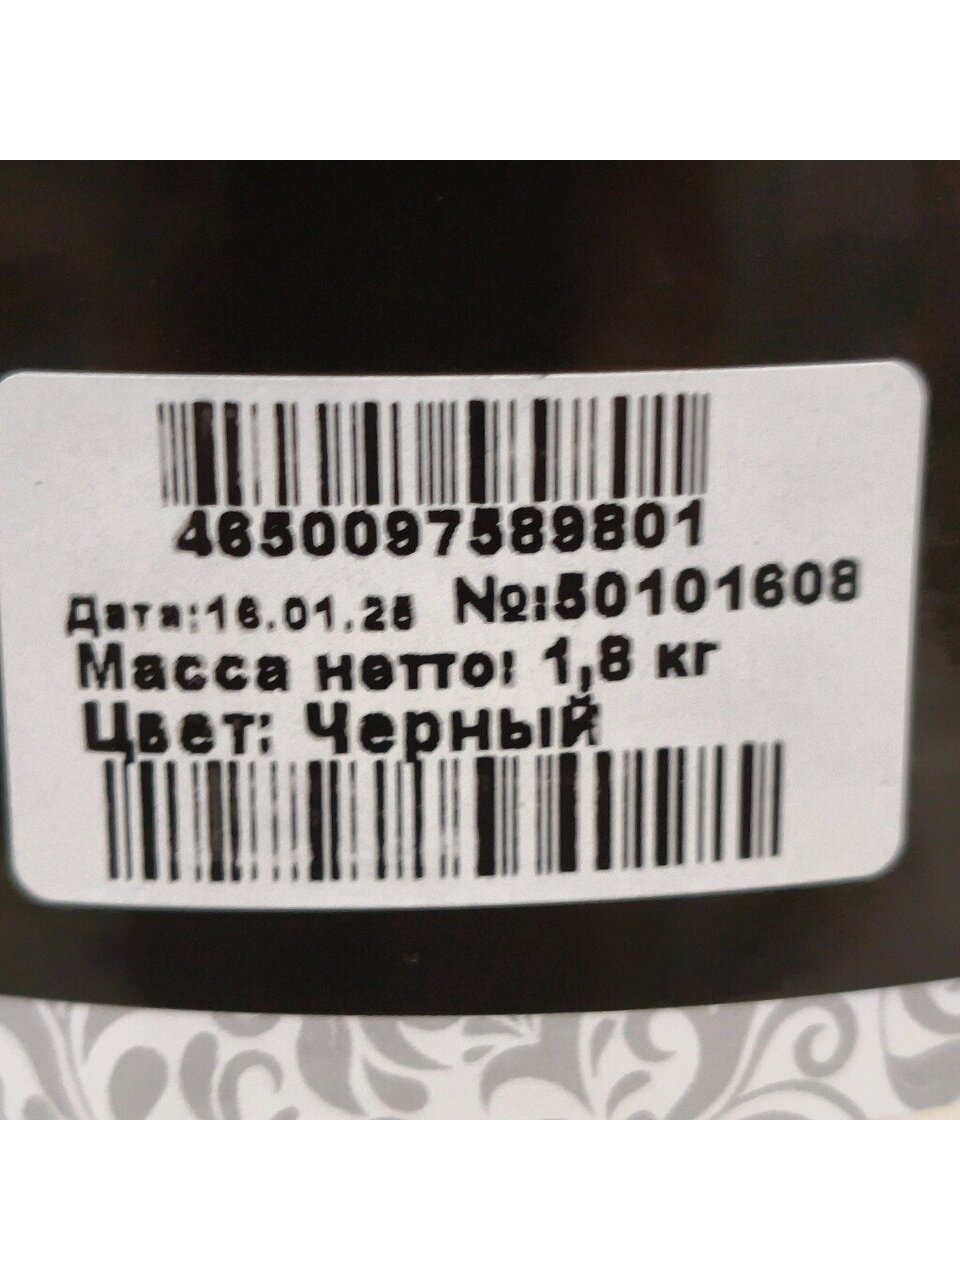 4650097589801
Дата:16.01.25 №:50101608
Масса нетто: 1,8 кг
Цвет: Черный